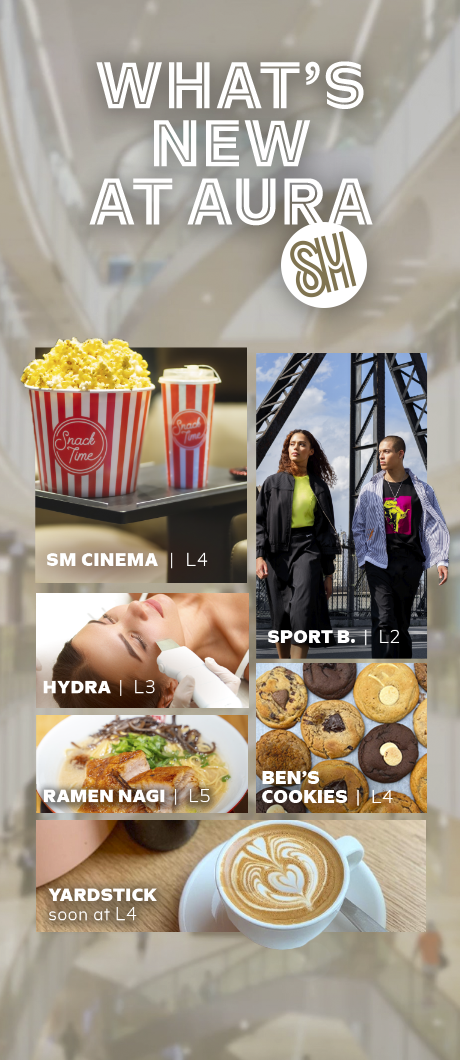 WHAT'S
NEW
AT AURA
SM
Snack
Time
Snack
Time
SM CINEMA | L4
SPORT B. | L2
HYDRA | L3
RAMEN NAGI | L5
BEN'S
COOKIES | L4
YARDSTICK
soon at L4